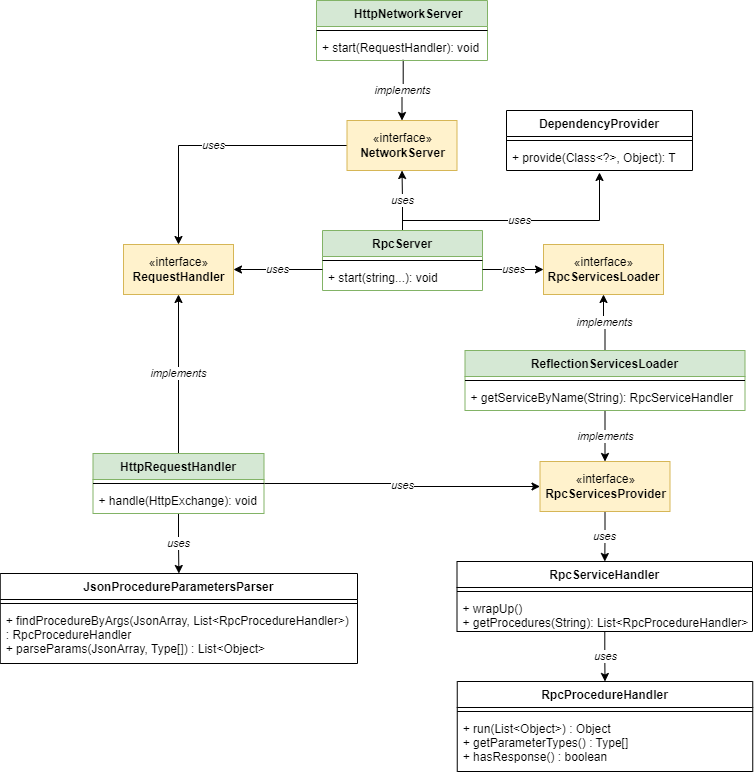 HttpNetworkServer
+ start(RequestHandler): void
implements
«interface»
NetworkServer
DependencyProvider
+ provide(Class<?>, Object): T
uses
uses
uses
RpcServer
+ start(string...): void
«interface»
RequestHandler
uses
uses
«interface»
RpcServicesLoader
implements
ReflectionServicesLoader
+ getServiceByName(String): RpcServiceHandler
implements
implements
HttpRequestHandler
+ handle(HttpExchange): void
uses
«interface»
RpcServicesProvider
uses
uses
JsonProcedureParametersParser
+ findProcedureByArgs(JsonArray, List<RpcProcedureHandler>)
: RpcProcedureHandler
+ parseParams(JsonArray, Type[]) : List<Object>
RpcServiceHandler
+ wrapUp()
+ getProcedures(String): List<RpcProcedureHandler>
uses
RpcProcedureHandler
+ run(List<Object>) : Object
+ getParameterTypes() : Type[]
+ hasResponse() : boolean